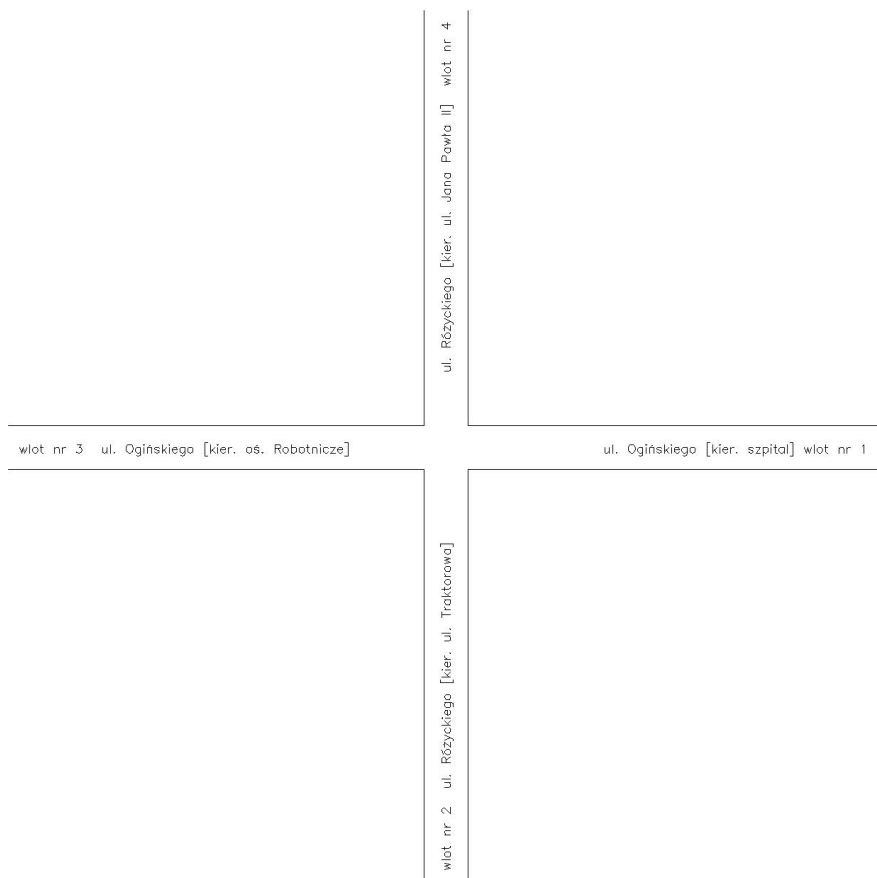 ul. Różyckiego [kier. ul. Jana Pawła II] wlot nr 4
wlot nr 3 ul. Ogińskiego [kier. oś. Robotnicze]
ul. Ogińskiego [kier. szpital] wlot nr 1
wlot nr 2 ul. Różyckiego [kier. ul. Traktorowa]